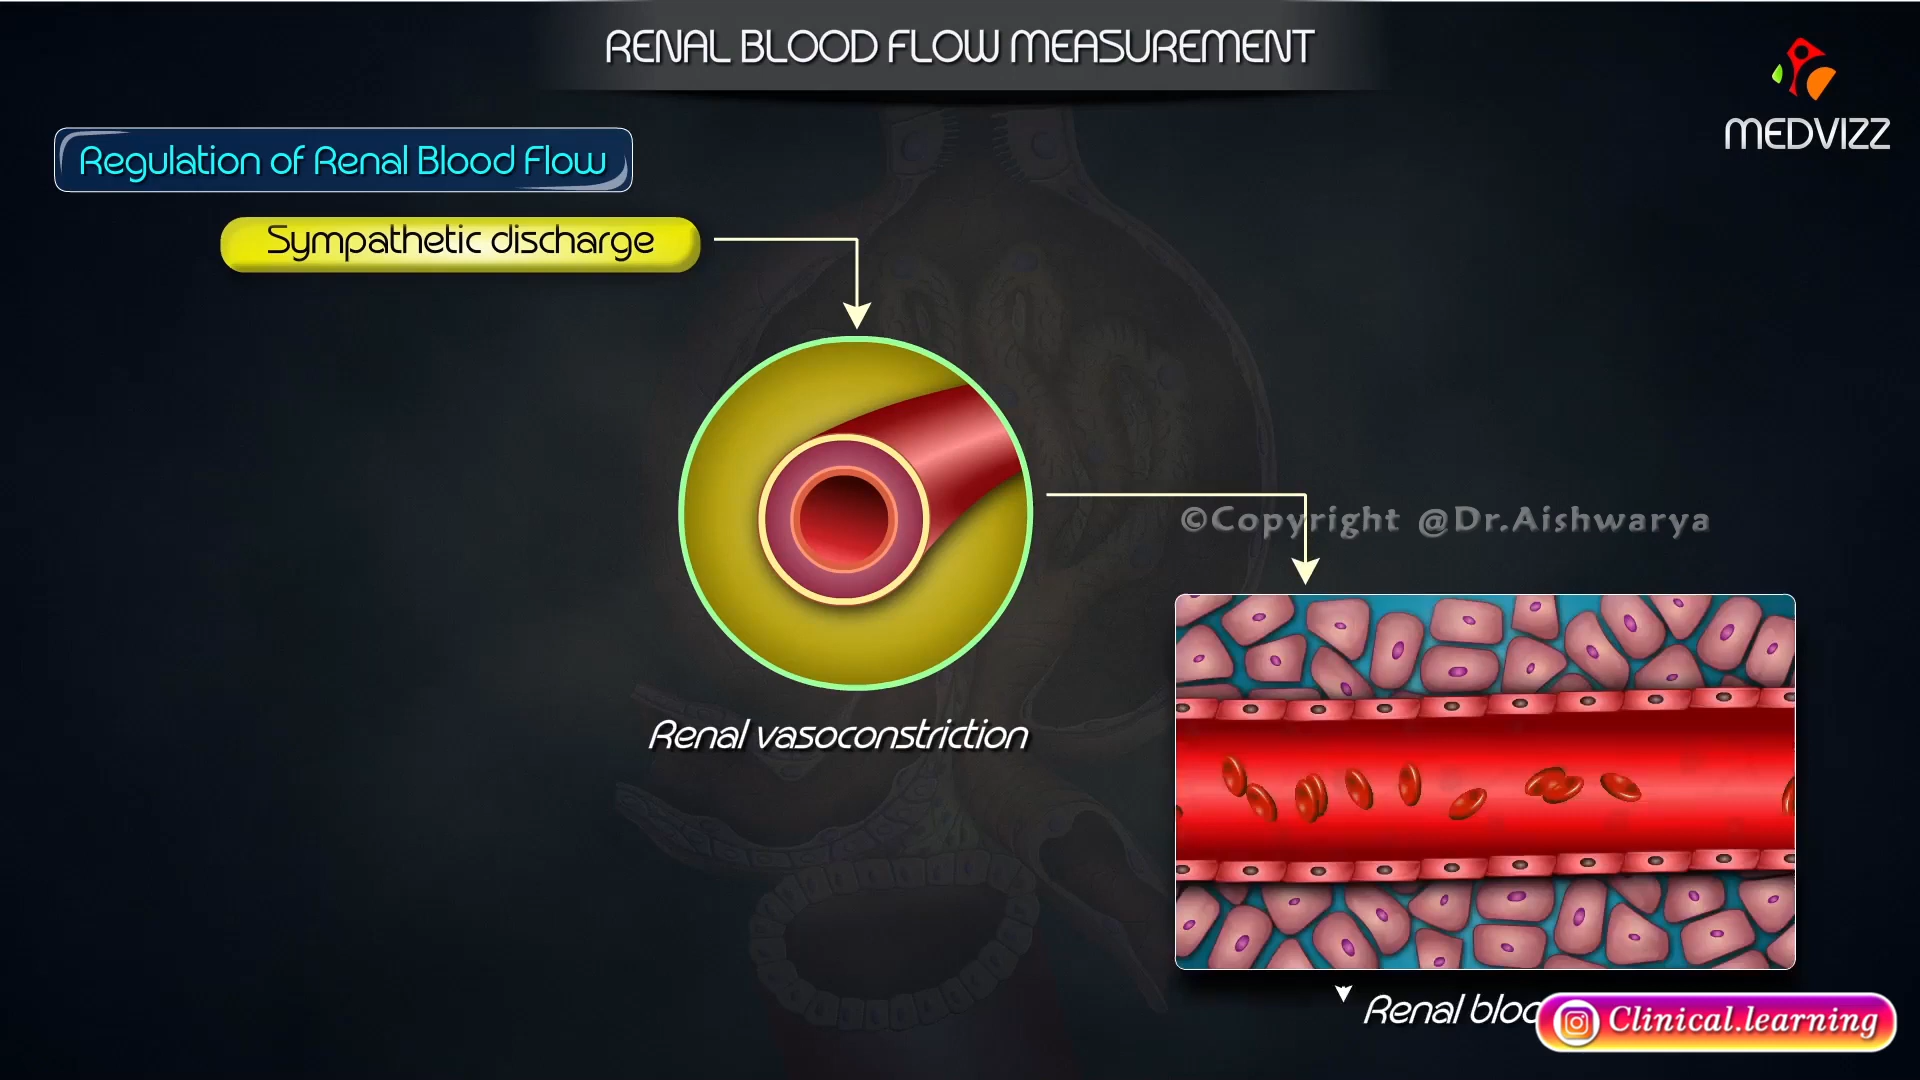 RENAL BLOOD FLOW MEASUREMENT
MEDVIZZ
Regulation of Renal Blood Flow
Sympathetic discharge
©Copyright @Dr.Aishwarya
Renal vasoconstriction
Renal
Clinical.learning